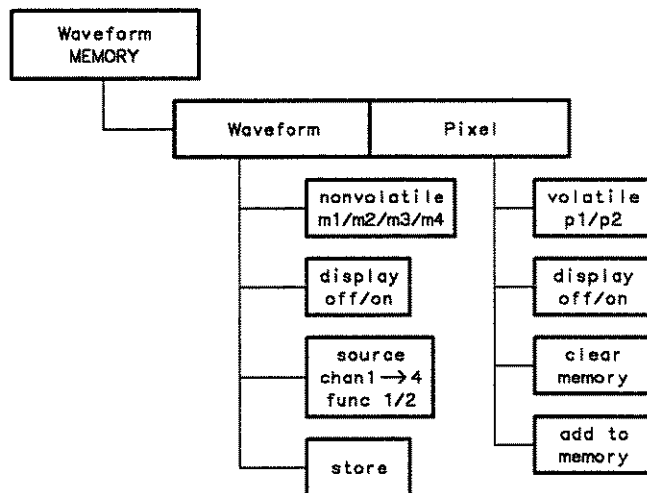 Waveform
MEMORY
Waveform
Pixel
nonvolatile
m1/m2/m3/m4
display
off/on
source
chan1→4
func 1/2
store
volatile
p1/p2
display
off/on
clear
memory
add to
memory